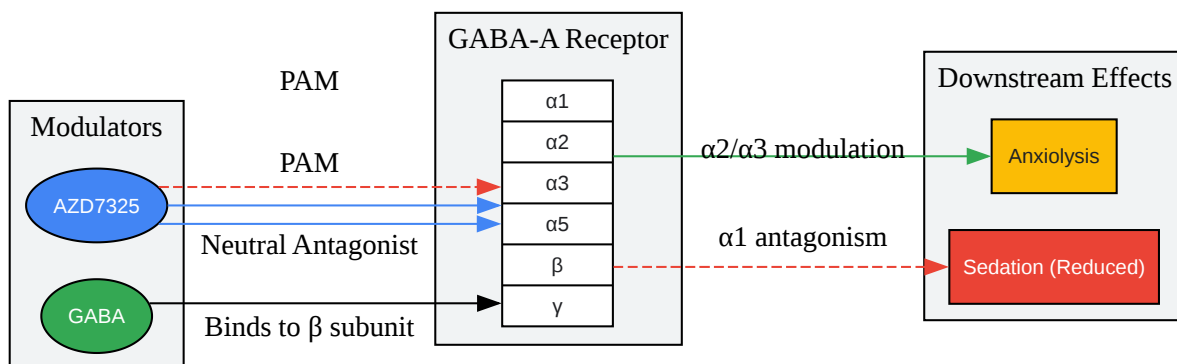 Modulators
AZD7325
GABA
PAM
PAM
Neutral Antagonist
Binds to β subunit
GABA-A Receptor
α1
α2
α3
α5
β
γ
α2/α3 modulation
α1 antagonism
Downstream Effects
Anxiolysis
Sedation (Reduced)